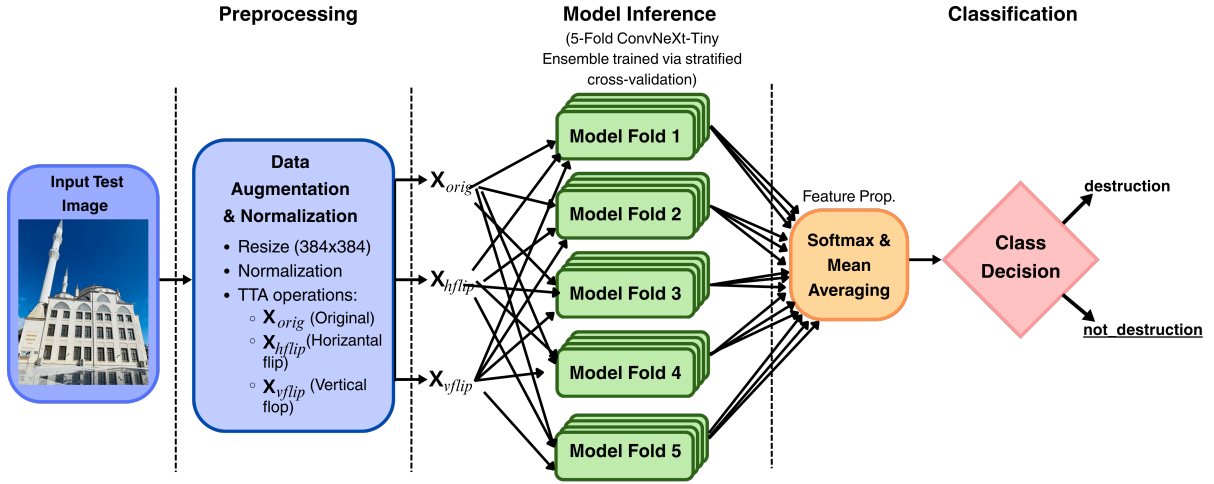 Preprocessing
Model Inference
Classification
(5-Fold ConvNeXt-Tiny
Ensemble trained via stratified
cross-validation)
Input Test
Image
Data
Augmentation
& Normalization
• Resize (384x384)
• Normalization
• TTA operations:
○ X_orig (Original)
○ X_hflip(Horizantal
flip)
○ X_vflip (Vertical
flop)
X_orig
X_hflip
X_vflip
Model Fold 1
Model Fold 2
Model Fold 3
Model Fold 4
Model Fold 5
Feature Prop.
Softmax &
Mean
Averaging
Class
Decision
destruction
not_destruction